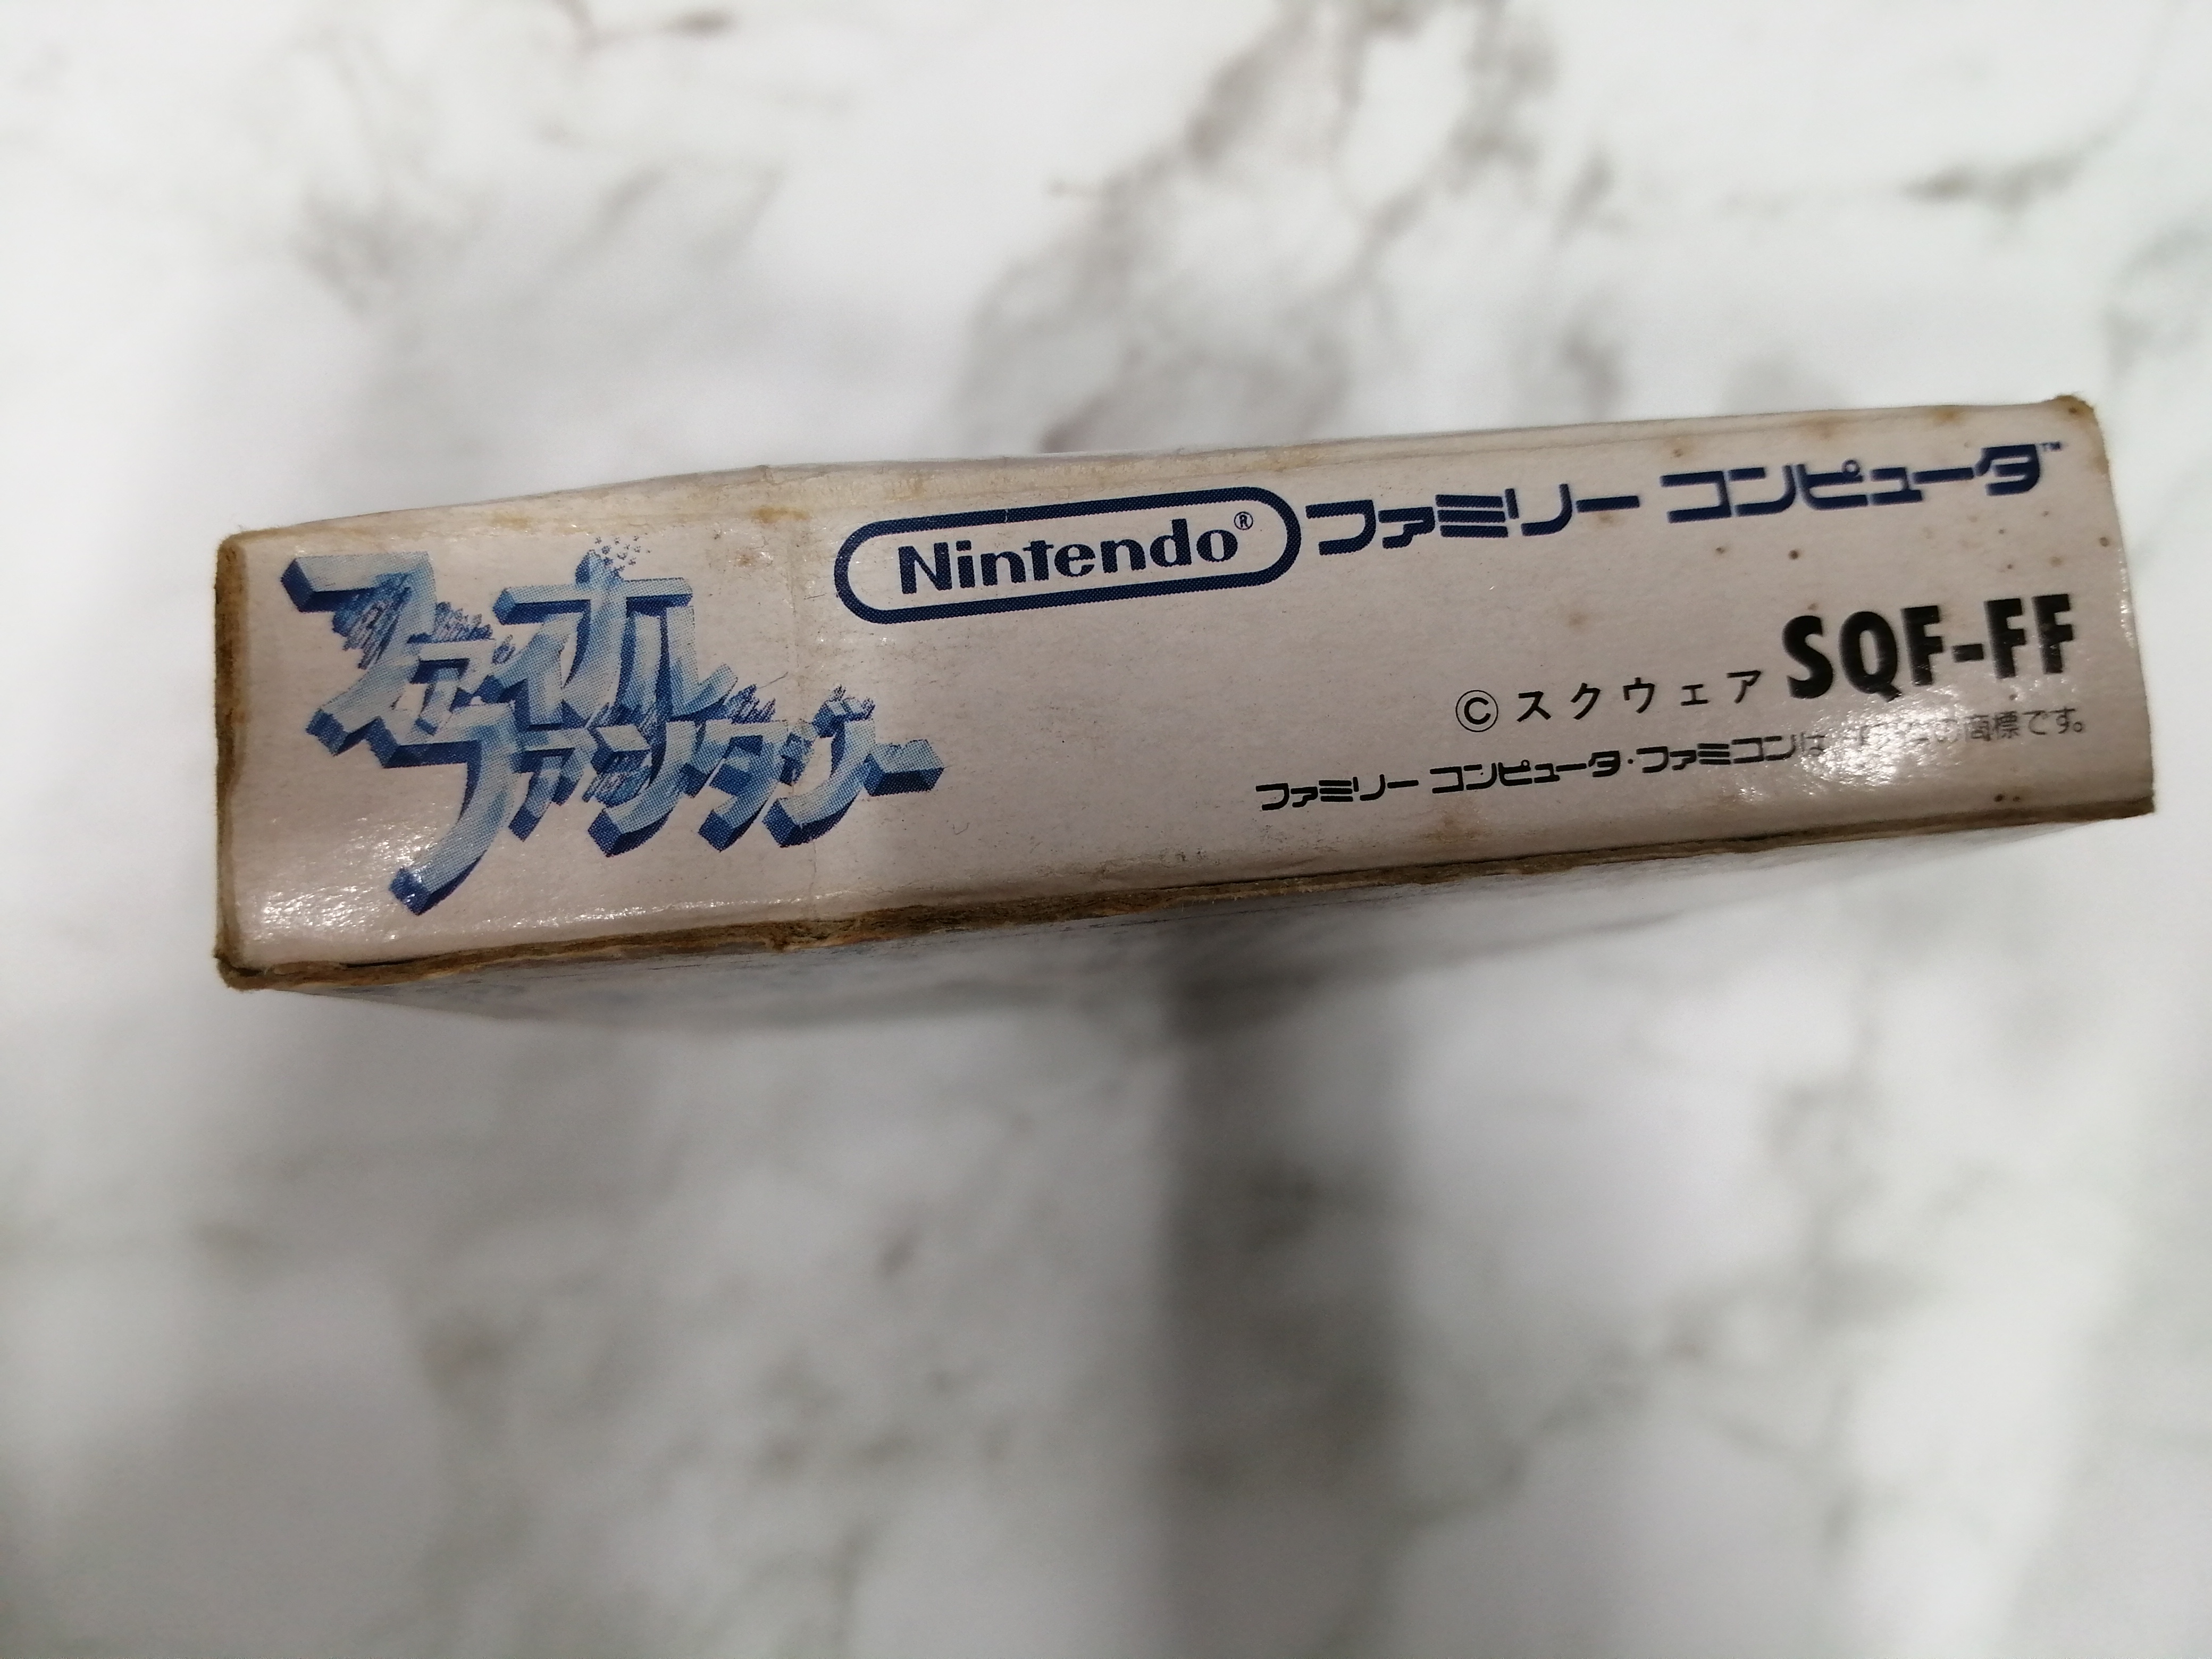 ファイナル
ファンタジー
Nintendo® ファミリー コンピュータ™
© スクウェア SQF-FF
ファミリー コンピュータ・ファミコンは の商標です。